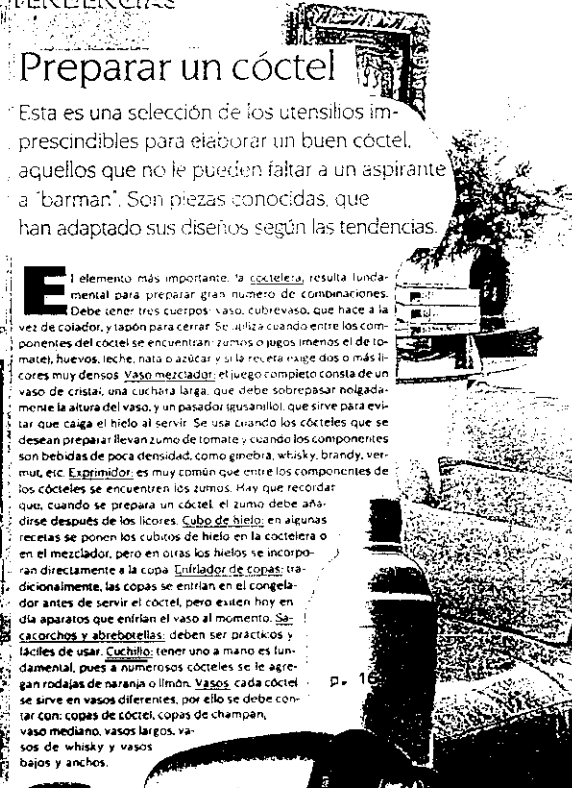 TENDENCIAS
Preparar un cóctel
Esta es una selección de los utensilios im-
prescindibles para elaborar un buen cóctel,
aquellos que no le pueden faltar a un aspirante
a "barman". Son piezas conocidas, que
han adaptado sus diseños según las tendencias.
El elemento más importante, la coctelera, resulta funda-
mental para preparar gran número de combinaciones.
Debe tener tres cuerpos: vaso, cubrevaso, que hace a la
vez de colador, y tapón para cerrar. Se utiliza cuando entre los com-
ponentes del cóctel se encuentran: zumos o jugos (menos el de to-
mate), huevos, leche, nata o azúcar y si la receta exige dos o más li-
cores muy densos. Vaso mezclador: el juego completo consta de un
vaso de cristal, una cuchara larga, que debe sobrepasar holgada-
mente la altura del vaso, y un pasador (gusanillo), que sirve para evi-
tar que caiga el hielo al servir. Se usa cuando los cócteles que se
desean preparar llevan zumo de tomate y cuando los componentes
son bebidas de poca densidad, como ginebra, whisky, brandy, ver-
mut, etc. Exprimidor: es muy común que entre los componentes de
los cócteles se encuentren los zumos. Hay que recordar
que, cuando se prepara un cóctel, el zumo debe aña-
dirse después de los licores. Cubo de hielo: en algunas
recetas se ponen los cubitos de hielo en la coctelera o
en el mezclador, pero en otras los hielos se incorpo-
ran directamente a la copa. Enfriador de copas: tra-
dicionalmente, las copas se enfrían en el congela-
dor antes de servir el cóctel, pero existen hoy en
día aparatos que enfrían el vaso al momento. Sa-
cacorchos y abrebotellas: deben ser prácticos y
fáciles de usar. Cuchillo: tener uno a mano es fun-
damental, pues a numerosos cócteles se le agre-
gan rodajas de naranja o limón. Vasos: cada cóctel
se sirve en vasos diferentes, por ello se debe con-
tar con: copas de cóctel, copas de champán,
vaso mediano, vasos largos, va-
sos de whisky y vasos
bajos y anchos.
p. 16